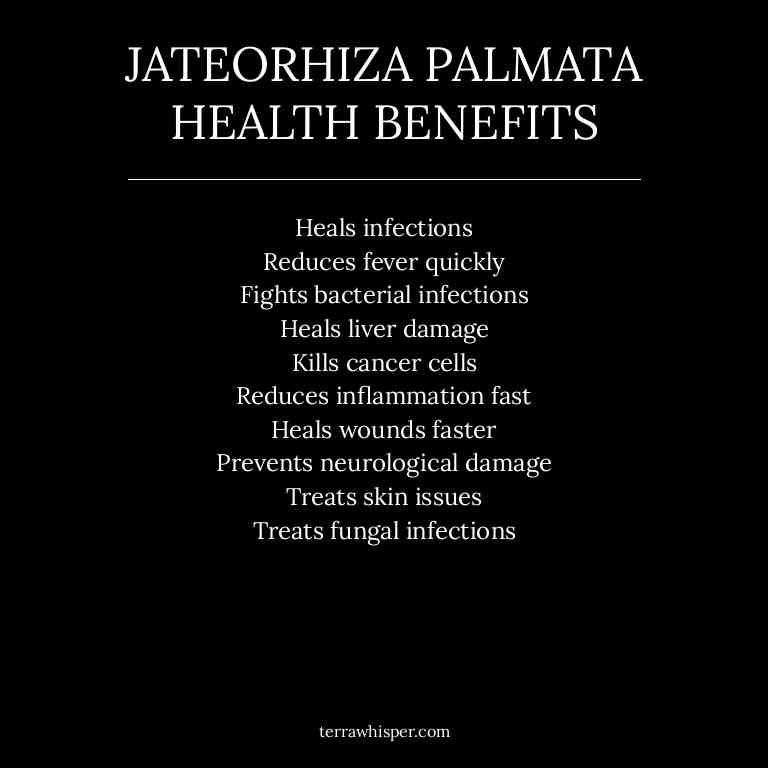 JATEORHIZA PALMATA
HEALTH BENEFITS
Heals infections
Reduces fever quickly
Fights bacterial infections
Heals liver damage
Kills cancer cells
Reduces inflammation fast
Heals wounds faster
Prevents neurological damage
Treats skin issues
Treats fungal infections
terrawhisper.com